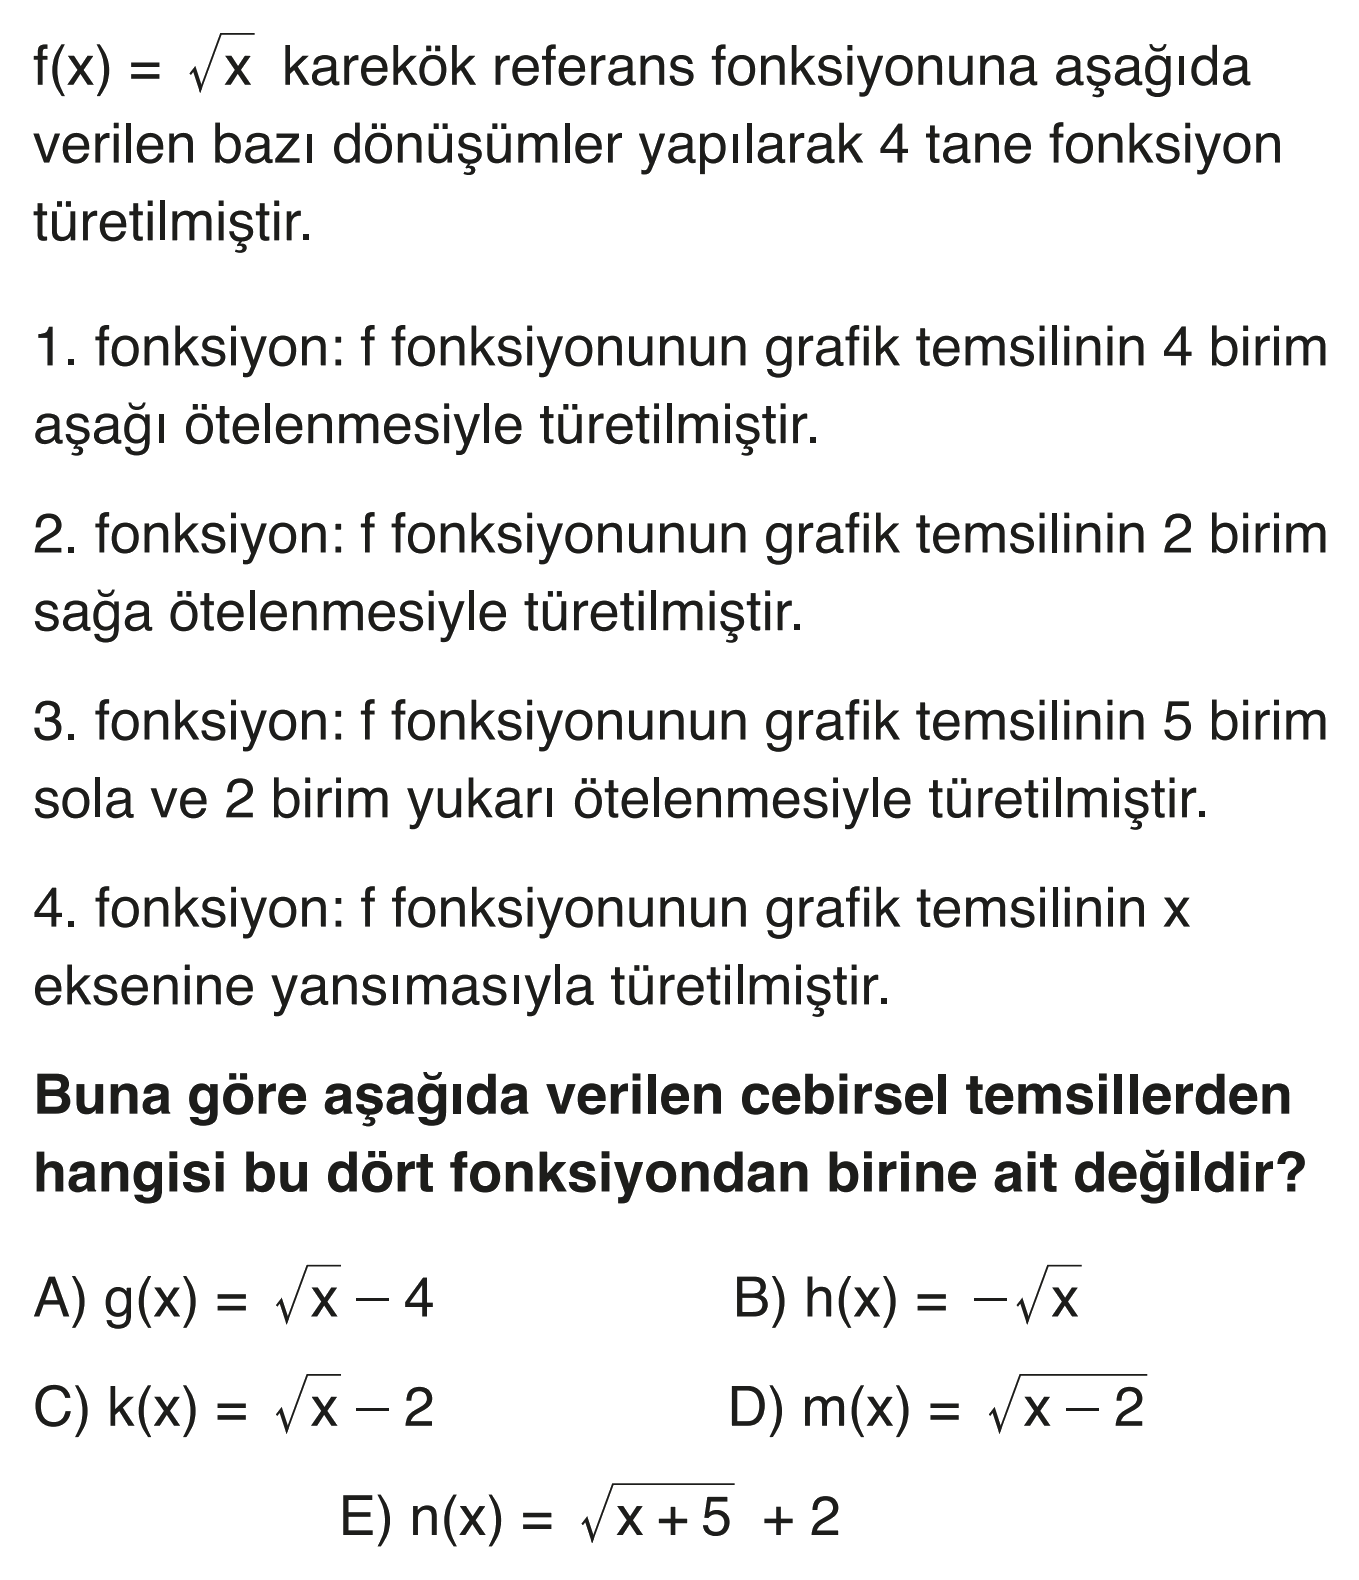 f(x) = √x karekök referans fonksiyonuna aşağıda
verilen bazı dönüşümler yapılarak 4 tane fonksiyon
türetilmiştir.
1. fonksiyon: f fonksiyonunun grafik temsilinin 4 birim
aşağı ötelenmesiyle türetilmiştir.
2. fonksiyon: f fonksiyonunun grafik temsilinin 2 birim
sağa ötelenmesiyle türetilmiştir.
3. fonksiyon: f fonksiyonunun grafik temsilinin 5 birim
sola ve 2 birim yukarı ötelenmesiyle türetilmiştir.
4. fonksiyon: f fonksiyonunun grafik temsilinin x
eksenine yansımasıyla türetilmiştir.
Buna göre aşağıda verilen cebirsel temsillerden
hangisi bu dört fonksiyondan birine ait değildir?
A) g(x) = √x – 4 B) h(x) = –√x
C) k(x) = √x – 2 D) m(x) = √(x – 2)
E) n(x) = √(x + 5) + 2